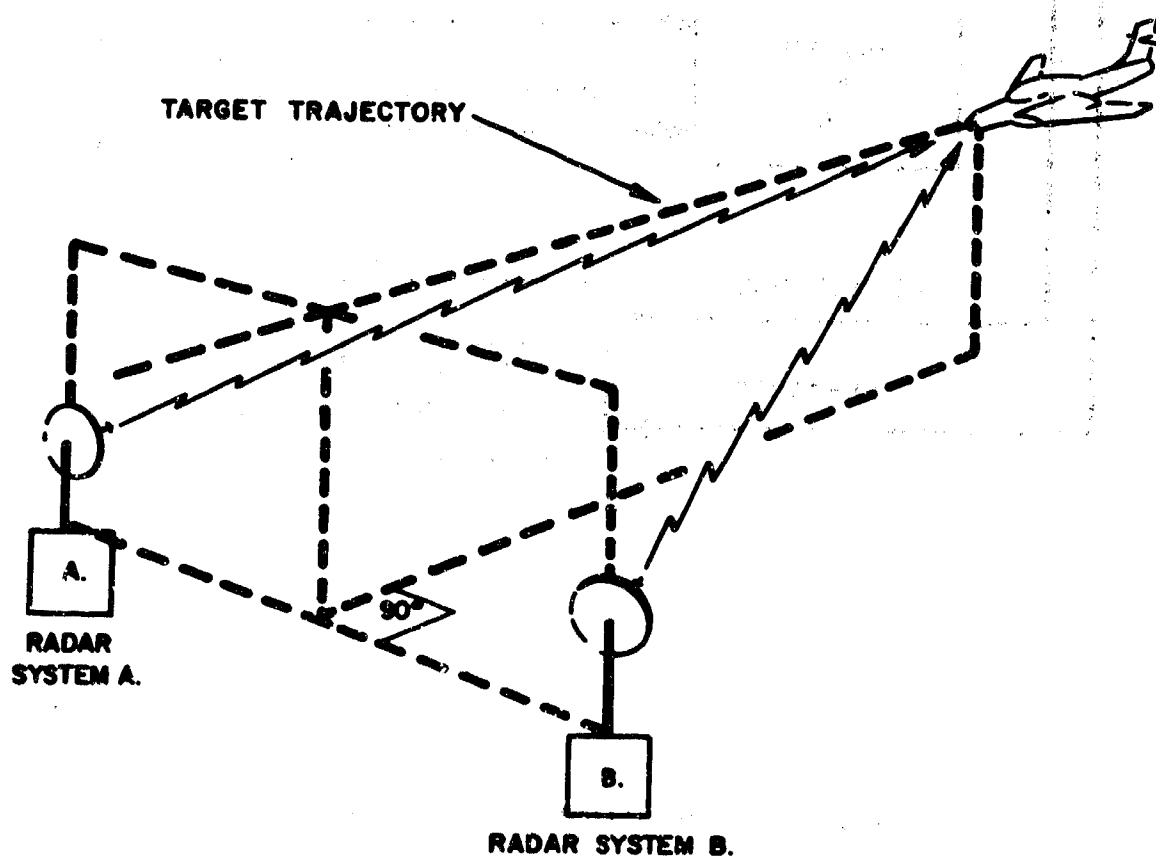 TARGET TRAJECTORY
90°
A.
RADAR
SYSTEM A.
B.
RADAR SYSTEM B.